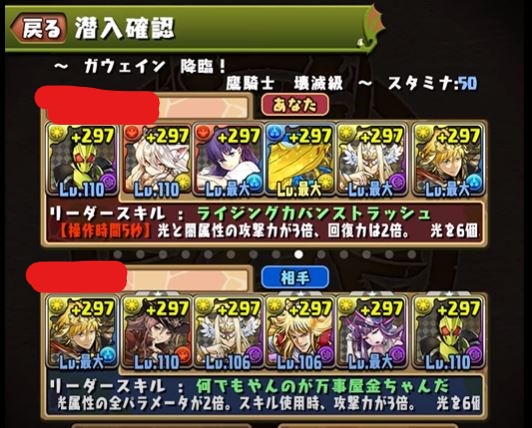 戻る 潜入確認
～ ガウェイン 降臨！
鷹騎士 壊滅級 ～ スタミナ:50
あなた
+297 +297 +297 +297 +297 +297
Lv.110 Lv.110 Lv.最大 Lv.最大 Lv.110 Lv.最大
リーダースキル : ライジングカバンストラッシュ
【操作時間5秒】光と闇属性の攻撃力が3倍、回復力は2倍。 光を6個
相手
+297 +297 +297 +297 +297 +297
Lv.最大 Lv.110 Lv.106 Lv.106 Lv.最大 Lv.110
リーダースキル : 何でもやんのが万事屋金ちゃんだ
光属性の全パラメータが2倍。スキル使用時、攻撃力が3倍。 光を6個